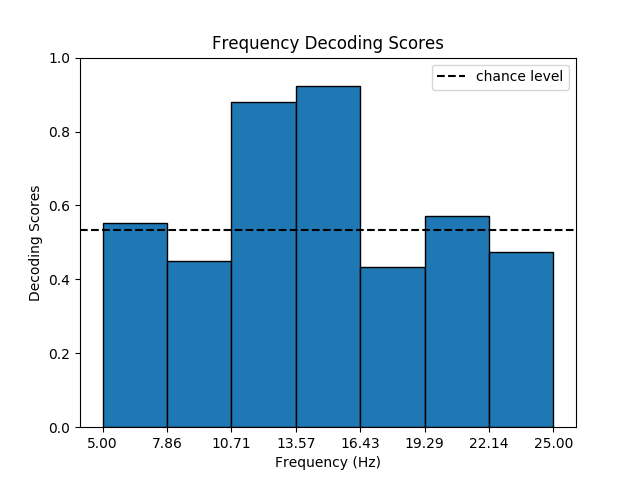 Frequency Decoding Scores
chance level
1.0
0.8
0.6
0.4
0.2
0.0
Decoding Scores
5.00 7.86 10.71 13.57 16.43 19.29 22.14 25.00
Frequency (Hz)